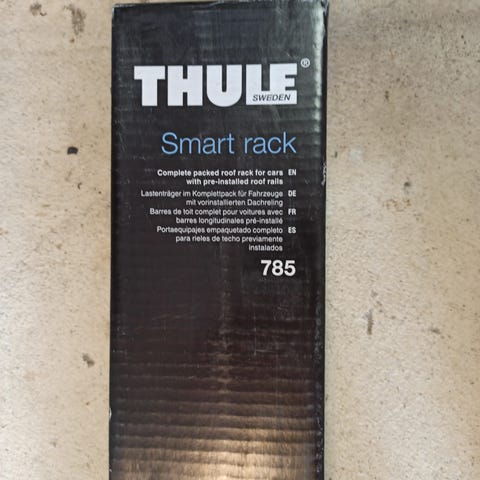 THULE®
SWEDEN
Smart rack
Complete packed roof rack for cars EN
with pre-installed roof rails
Lastenträger im Komplettpack für Fahrzeuge DE
mit vorinstallierten Dachreling
Barres de toit complet pour voitures avec FR
barres longitudinales pré-installé
Portaequipajes empaquetado completo ES
para rieles de techo previamente
instalados
785